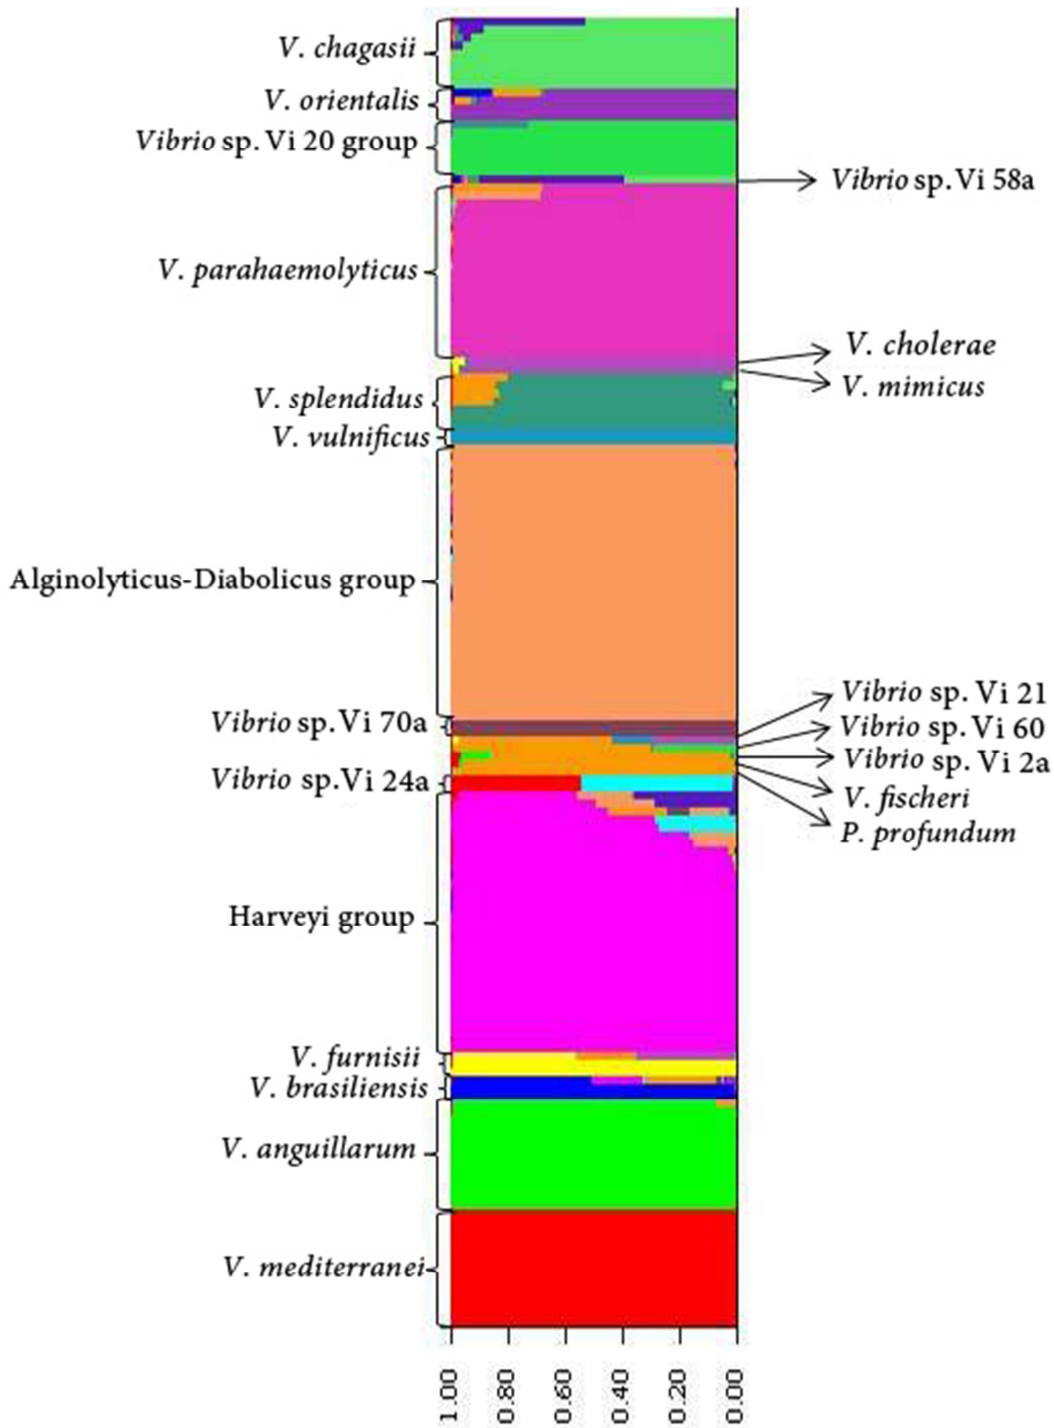 V. chagasii
V. orientalis
Vibrio sp. Vi 20 group
Vibrio sp. Vi 58a
V. parahaemolyticus
V. cholerae
V. mimicus
V. splendidus
V. vulnificus
Alginolyticus-Diabolicus group
Vibrio sp. Vi 21
Vibrio sp. Vi 70a
Vibrio sp. Vi 60
Vibrio sp. Vi 2a
Vibrio sp. Vi 24a
V. fischeri
P. profundum
Harveyi group
V. furnisii
V. brasiliensis
V. anguillarum
V. mediterranei
1.00
0.80
0.60
0.40
0.20
0.00